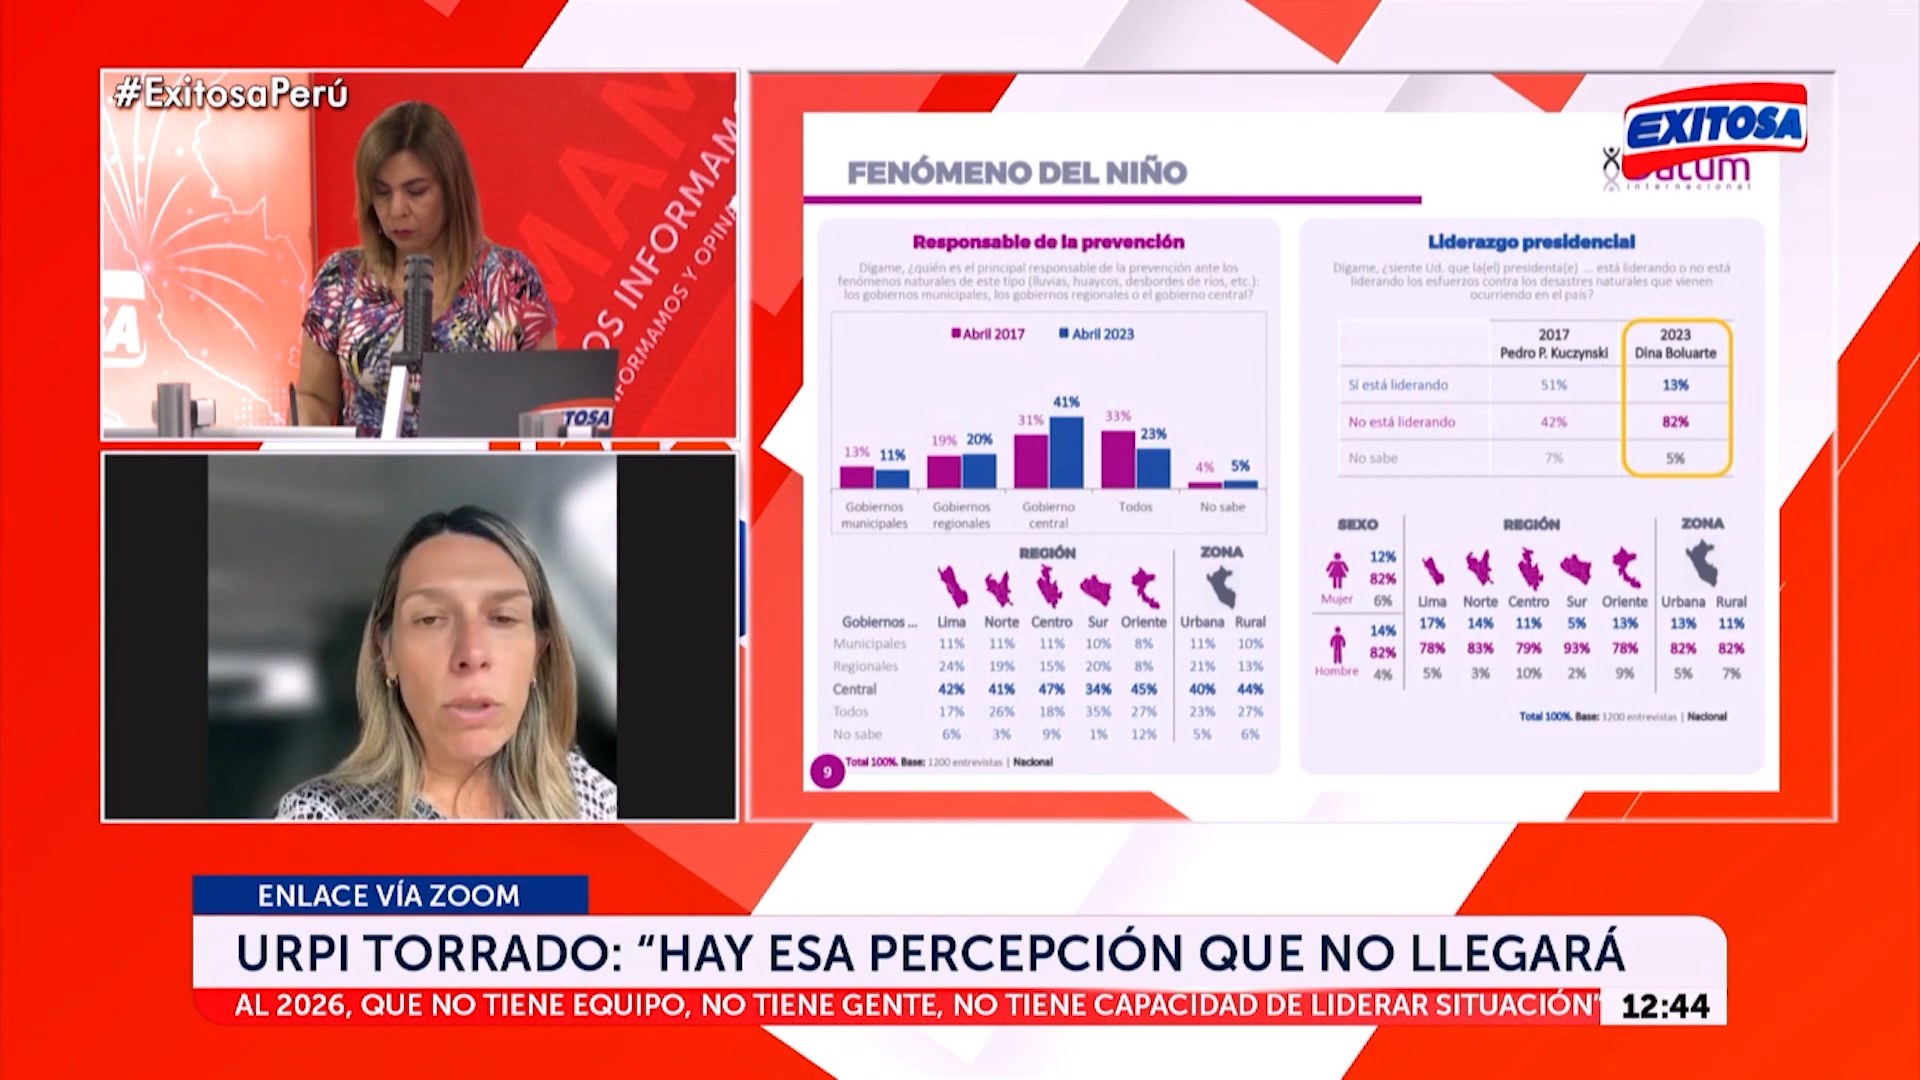 #ExitosaPerú
MAN
OS INFORMAMOS
FORMAMOS Y OPINA
TOSA
EXITOSA
Datum
Internacional
FENÓMENO DEL NIÑO
Responsable de la prevención
Dígame, ¿quién es el principal responsable de la prevención ante los
fenómenos naturales de este tipo (lluvias, huaycos, desbordes de ríos, etc.):
los gobiernos municipales, los gobiernos regionales o el gobierno central?
Abril 2017 Abril 2023
13% 11% 19% 20% 31% 41% 33% 23% 4% 5%
Gobiernos municipales
Gobiernos regionales
Gobierno central
Todos
No sabe
REGIÓN ZONA
Gobiernos ... Lima Norte Centro Sur Oriente Urbana Rural
Municipales 11% 11% 11% 10% 8% 11% 10%
Regionales 24% 19% 15% 20% 8% 21% 13%
Central 42% 41% 47% 34% 45% 40% 44%
Todos 17% 26% 18% 35% 27% 23% 27%
No sabe 6% 3% 9% 1% 12% 5% 6%
9
Total 100%. Base: 1200 entrevistas | Nacional
Liderazgo presidencial
Dígame, ¿siente Ud. que la(el) presidenta(e) ... está liderando o no está
liderando los esfuerzos contra los desastres naturales que vienen
ocurriendo en el país?
2017 2023
Pedro P. Kuczynski Dina Boluarte
Sí está liderando 51% 13%
No está liderando 42% 82%
No sabe 7% 5%
SEXO REGIÓN ZONA
Mujer
12%
82%
6%
Hombre
14%
82%
4%
Lima Norte Centro Sur Oriente Urbana Rural
17% 14% 11% 5% 13% 13% 11%
78% 83% 79% 93% 78% 82% 82%
5% 3% 10% 2% 9% 5% 7%
Total 100%. Base: 1200 entrevistas | Nacional
ENLACE VÍA ZOOM
URPI TORRADO: “HAY ESA PERCEPCIÓN QUE NO LLEGARÁ
AL 2026, QUE NO TIENE EQUIPO, NO TIENE GENTE, NO TIENE CAPACIDAD DE LIDERAR SITUACIÓN”
12:44